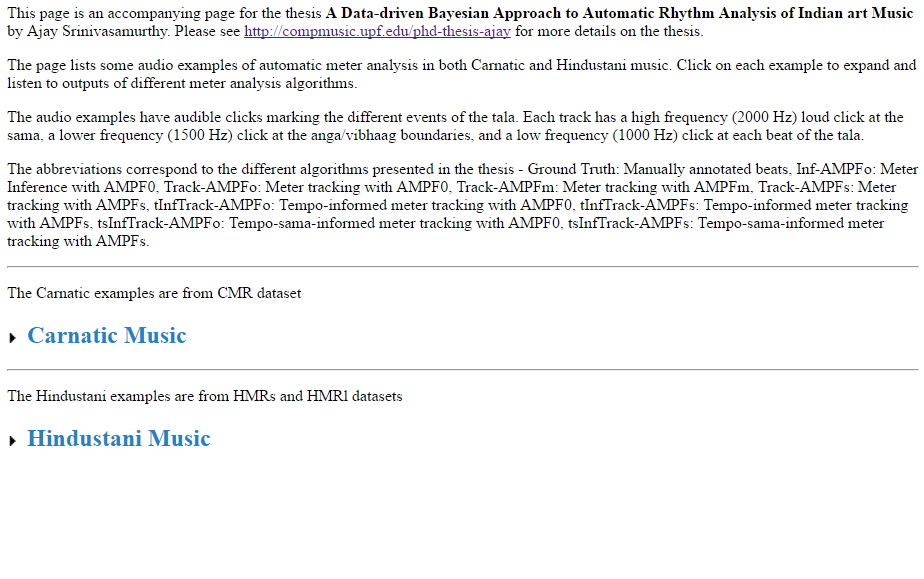 This page is an accompanying page for the thesis A Data-driven Bayesian Approach to Automatic Rhythm Analysis of Indian art Music
by Ajay Srinivasamurthy. Please see http://compmusic.upf.edu/phd-thesis-ajay for more details on the thesis.
The page lists some audio examples of automatic meter analysis in both Carnatic and Hindustani music. Click on each example to expand and
listen to outputs of different meter analysis algorithms.
The audio examples have audible clicks marking the different events of the tala. Each track has a high frequency (2000 Hz) loud click at the
sama, a lower frequency (1500 Hz) click at the anga/vibhaag boundaries, and a low frequency (1000 Hz) click at each beat of the tala.
The abbreviations correspond to the different algorithms presented in the thesis - Ground Truth: Manually annotated beats, Inf-AMPFo: Meter
Inference with AMPF0, Track-AMPFo: Meter tracking with AMPF0, Track-AMPFm: Meter tracking with AMPFm, Track-AMPFs: Meter
tracking with AMPFs, tInfTrack-AMPFo: Tempo-informed meter tracking with AMPF0, tInfTrack-AMPFs: Tempo-informed meter tracking
with AMPFs, tsInfTrack-AMPFo: Tempo-sama-informed meter tracking with AMPF0, tsInfTrack-AMPFs: Tempo-sama-informed meter
tracking with AMPFs.
The Carnatic examples are from CMR dataset
Carnatic Music
The Hindustani examples are from HMRs and HMRl datasets
Hindustani Music